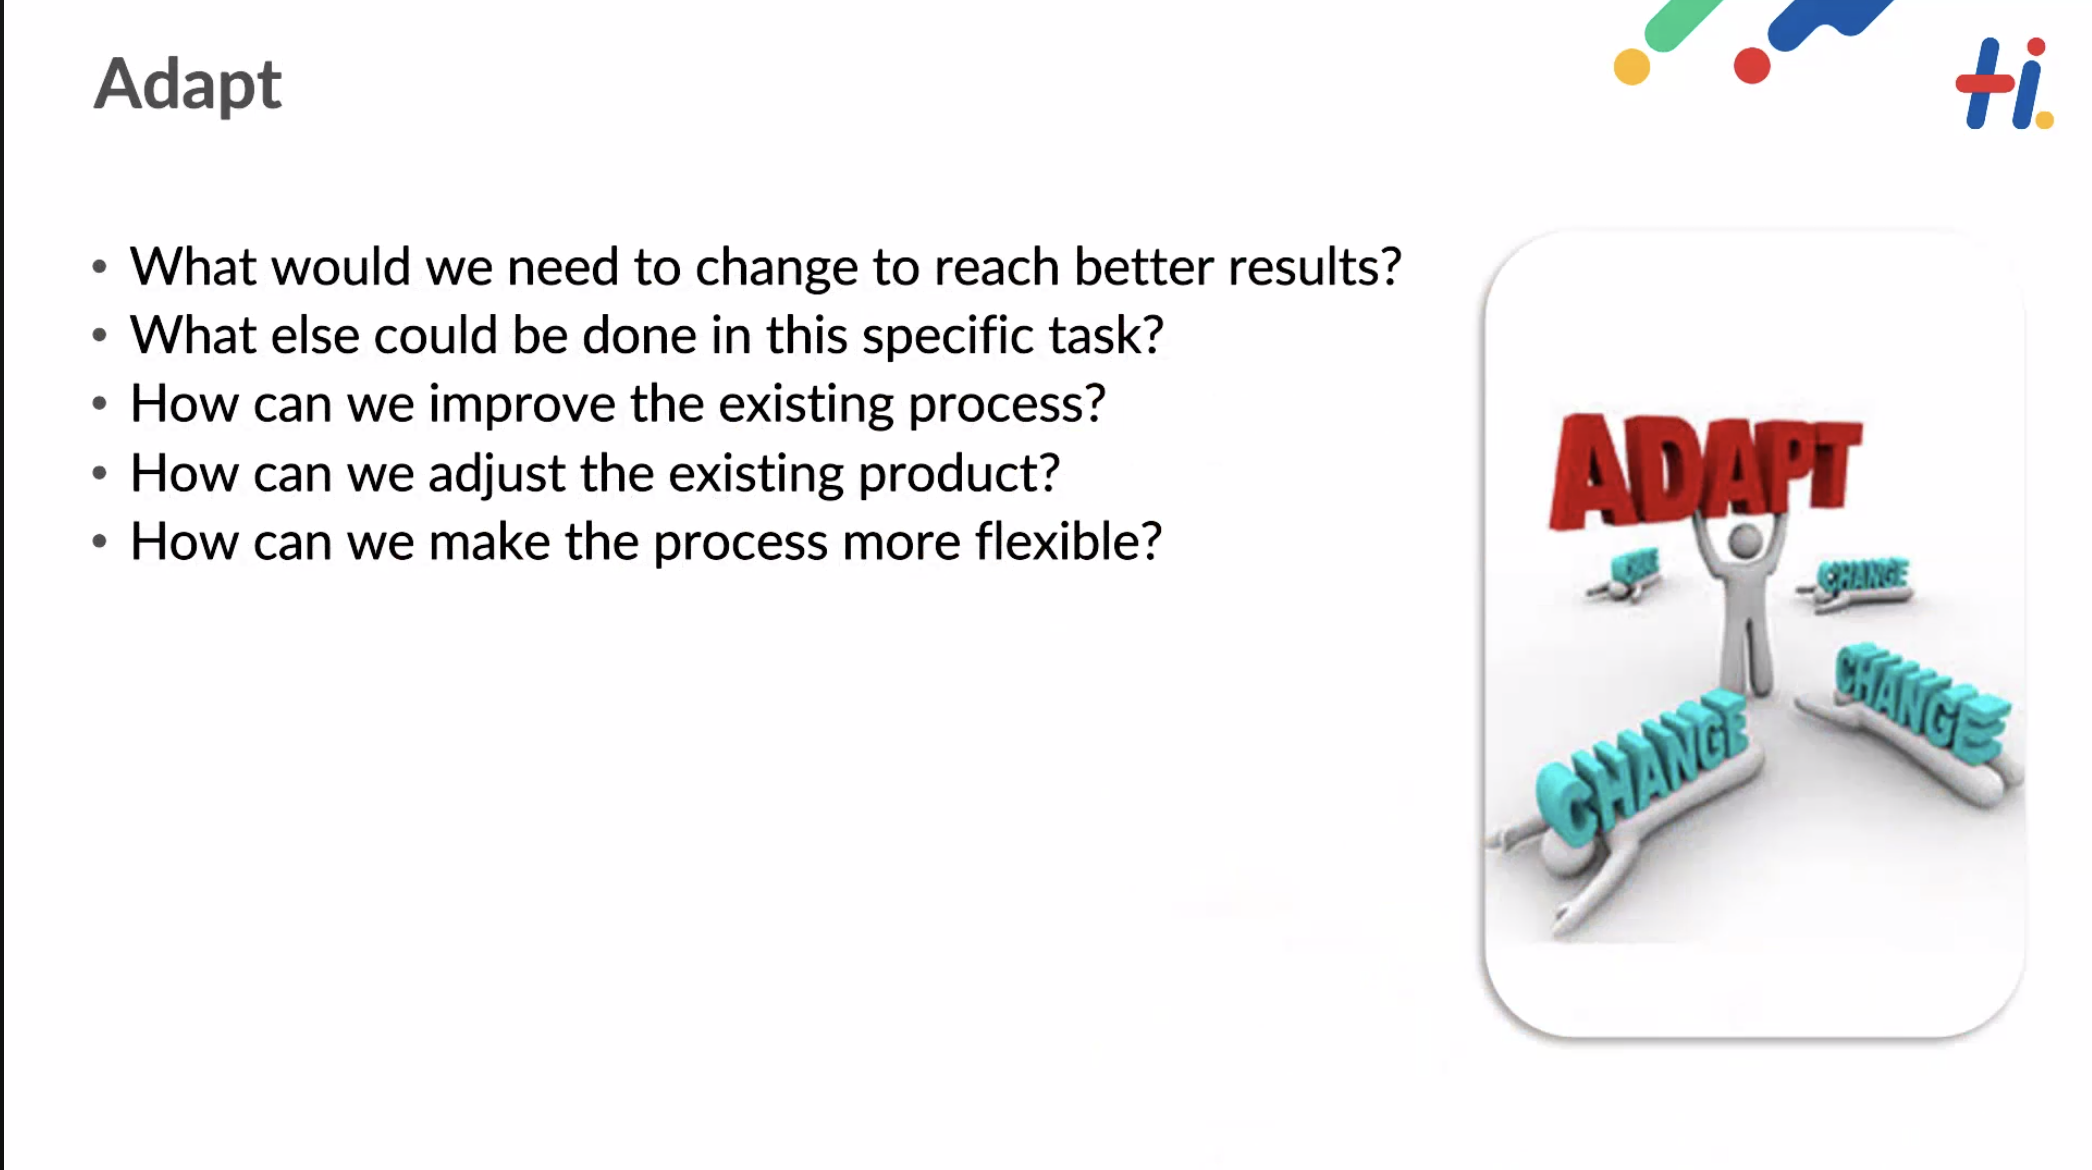 Adapt
Hi.
• What would we need to change to reach better results?
• What else could be done in this specific task?
• How can we improve the existing process?
• How can we adjust the existing product?
• How can we make the process more flexible?
ADAPT
CHANGE
CHANGE
CHANGE